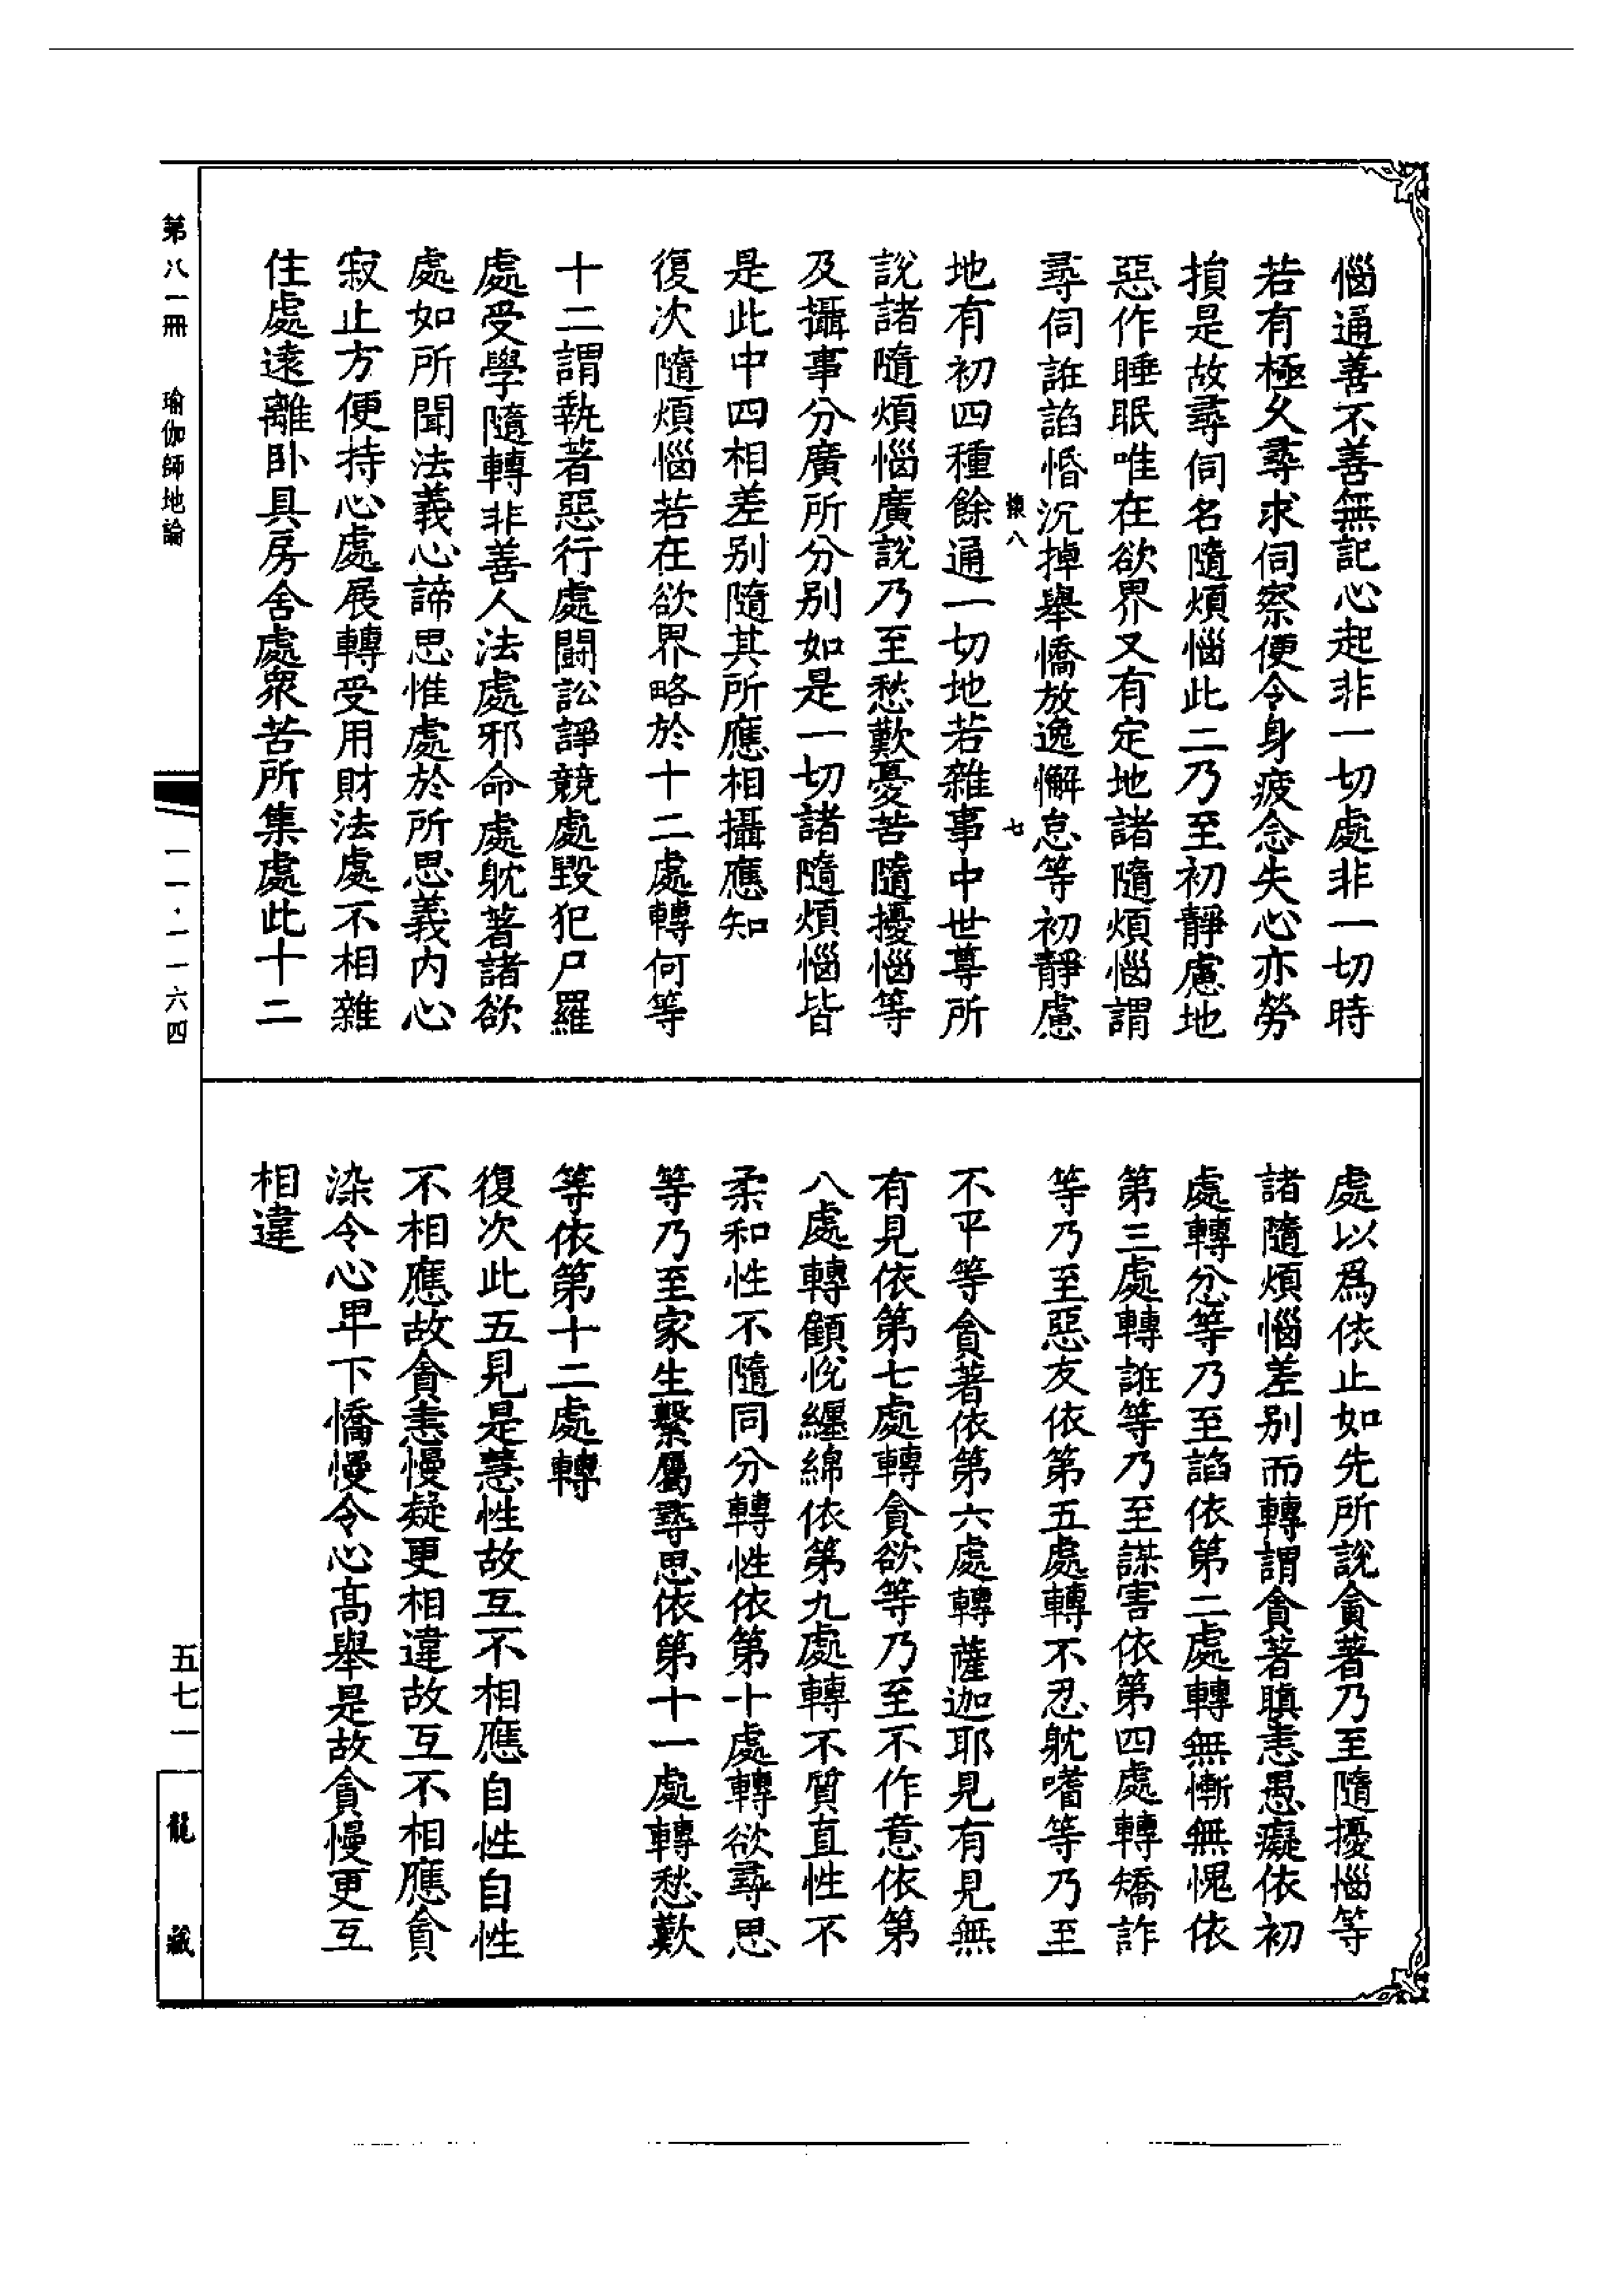 惱通善不善無記心起非一切處非一切時
若有極久尋求伺察便令身疲念失心亦勞
損是故尋伺名隨煩惱此二乃至初靜慮地
惡作睡眠唯在欲界又有定地諸隨煩惱謂
尋伺誑諂惛沉掉舉憍放逸懈怠等初靜慮
八
七
地有初四種餘通一切地若雜事中世尊所
說諸隨煩惱廣說乃至愁歎憂苦隨擾惱等
及攝事分廣所分別如是一切諸隨煩惱皆
是此中四相差別隨其所應相攝應知
復次隨煩惱若在欲界略於十二處轉何等
十二謂執著惡行處鬪訟諍競處毀犯尸羅
處受學隨轉非善人法處邪命處躭著諸欲
處如所聞法義心諦思惟處於所思義內心
寂止方便持心處展轉受用財法處不相雜
住處遠離臥具房舍處衆苦所集處此十二
處以爲依止如先所說貪著乃至隨擾惱等
諸隨煩惱差別而轉謂貪著瞋恚愚癡依初
處轉忿等乃至諂依第二處轉無慚無愧依
第三處轉誑等乃至謀害依第四處轉矯詐
等乃至惡友依第五處轉不忍躭嗜等乃至
不平等貪著依第六處轉薩迦耶見有見無
有見依第七處轉貪欲等乃至不作意依第
八處轉顧悅纏綿依第九處轉不質直性不
柔和性不隨同分轉性依第十處轉欲尋思
等乃至家生繫屬尋思依第十一處轉愁歎
等依第十二處轉
復次此五見是慧性故互不相應自性自性
不相應故貪恚慢疑更相違故互不相應貪
染令心卑下憍慢令心高舉是故貪慢更互
相違
第八一冊 瑜伽師地論
一一·一一六四
五七一
龍藏